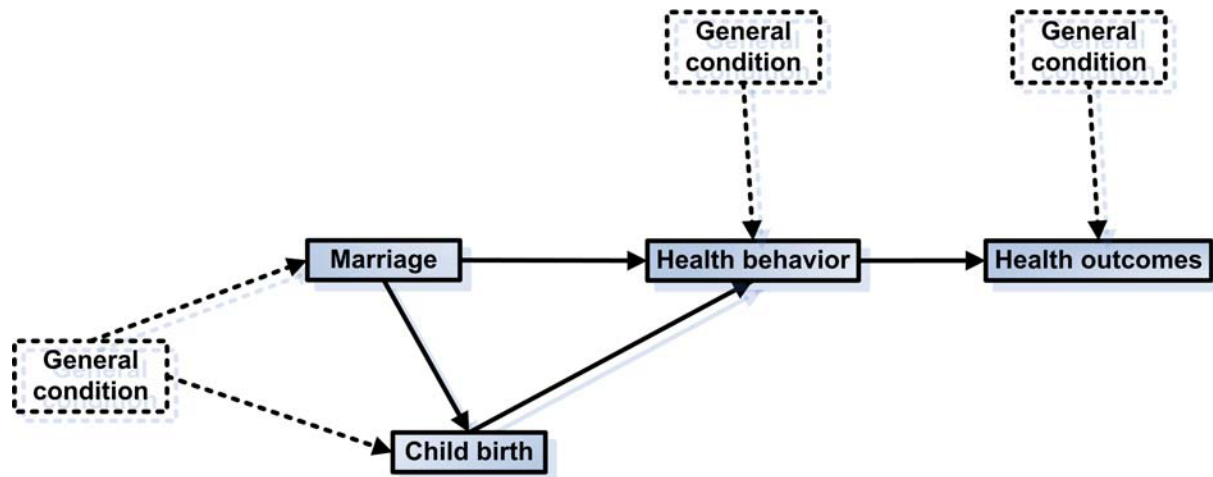 General
condition
General
condition
Marriage
Health behavior
Health outcomes
General
condition
Child birth